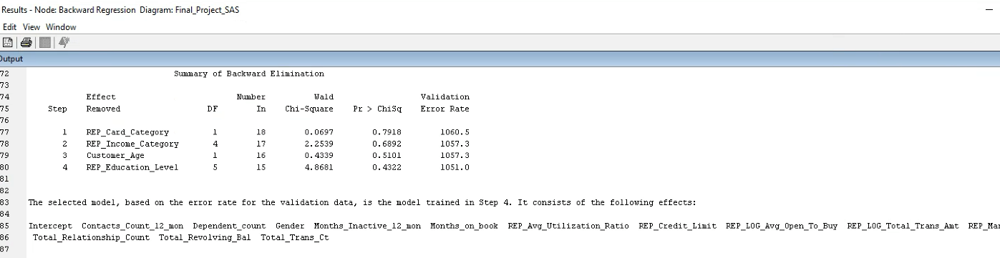 Results - Node: Backward Regression Diagram: Final_Project_SAS
Edit View Window
Output
72 Summary of Backward Elimination
73
74 Effect Number Wald Validation
75 Step Removed DF In Chi-Square Pr > ChiSq Error Rate
76
77 1 REP_Card_Category 1 18 0.0697 0.7918 1060.5
78 2 REP_Income_Category 4 17 2.2539 0.6892 1057.3
79 3 Customer_Age 1 16 0.4339 0.5101 1057.3
80 4 REP_Education_Level 5 15 4.8681 0.4322 1051.0
81
82
83 The selected model, based on the error rate for the validation data, is the model trained in Step 4. It consists of the following effects:
84
85 Intercept Contacts_Count_12_mon Dependent_count Gender Months_Inactive_12_mon Months_on_book REP_Avg_Utilization_Ratio REP_Credit_Limit REP_LOG_Avg_Open_To_Buy REP_LOG_Total_Trans_Amt REP_Mar
86 Total_Relationship_Count Total_Revolving_Bal Total_Trans_Ct
87